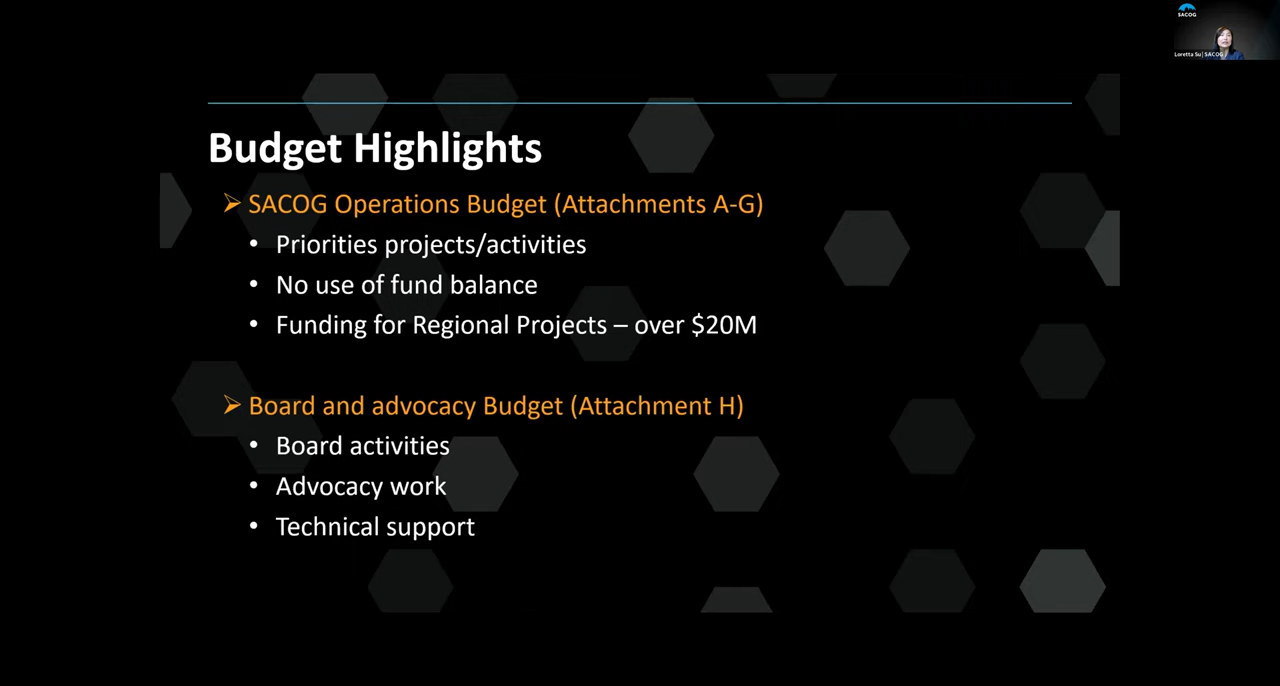 SACOG
Loretta Su | SACOG
Budget Highlights
➢ SACOG Operations Budget (Attachments A-G)
• Priorities projects/activities
• No use of fund balance
• Funding for Regional Projects – over $20M
➢ Board and advocacy Budget (Attachment H)
• Board activities
• Advocacy work
• Technical support